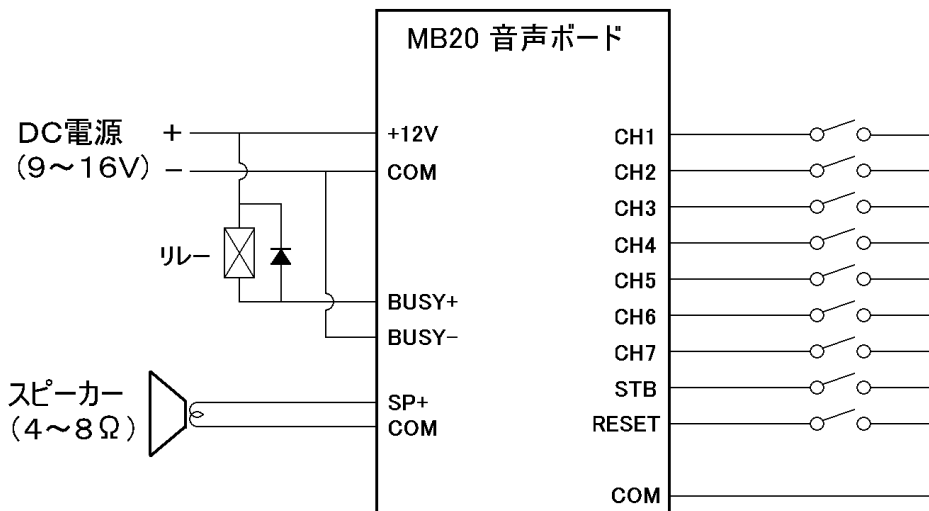 MB20 音声ボード
DC電源
(9～16V)
+
−
+12V
COM
リレー
BUSY+
BUSY−
スピーカー
(4～8Ω)
SP+
COM
CH1
CH2
CH3
CH4
CH5
CH6
CH7
STB
RESET
COM